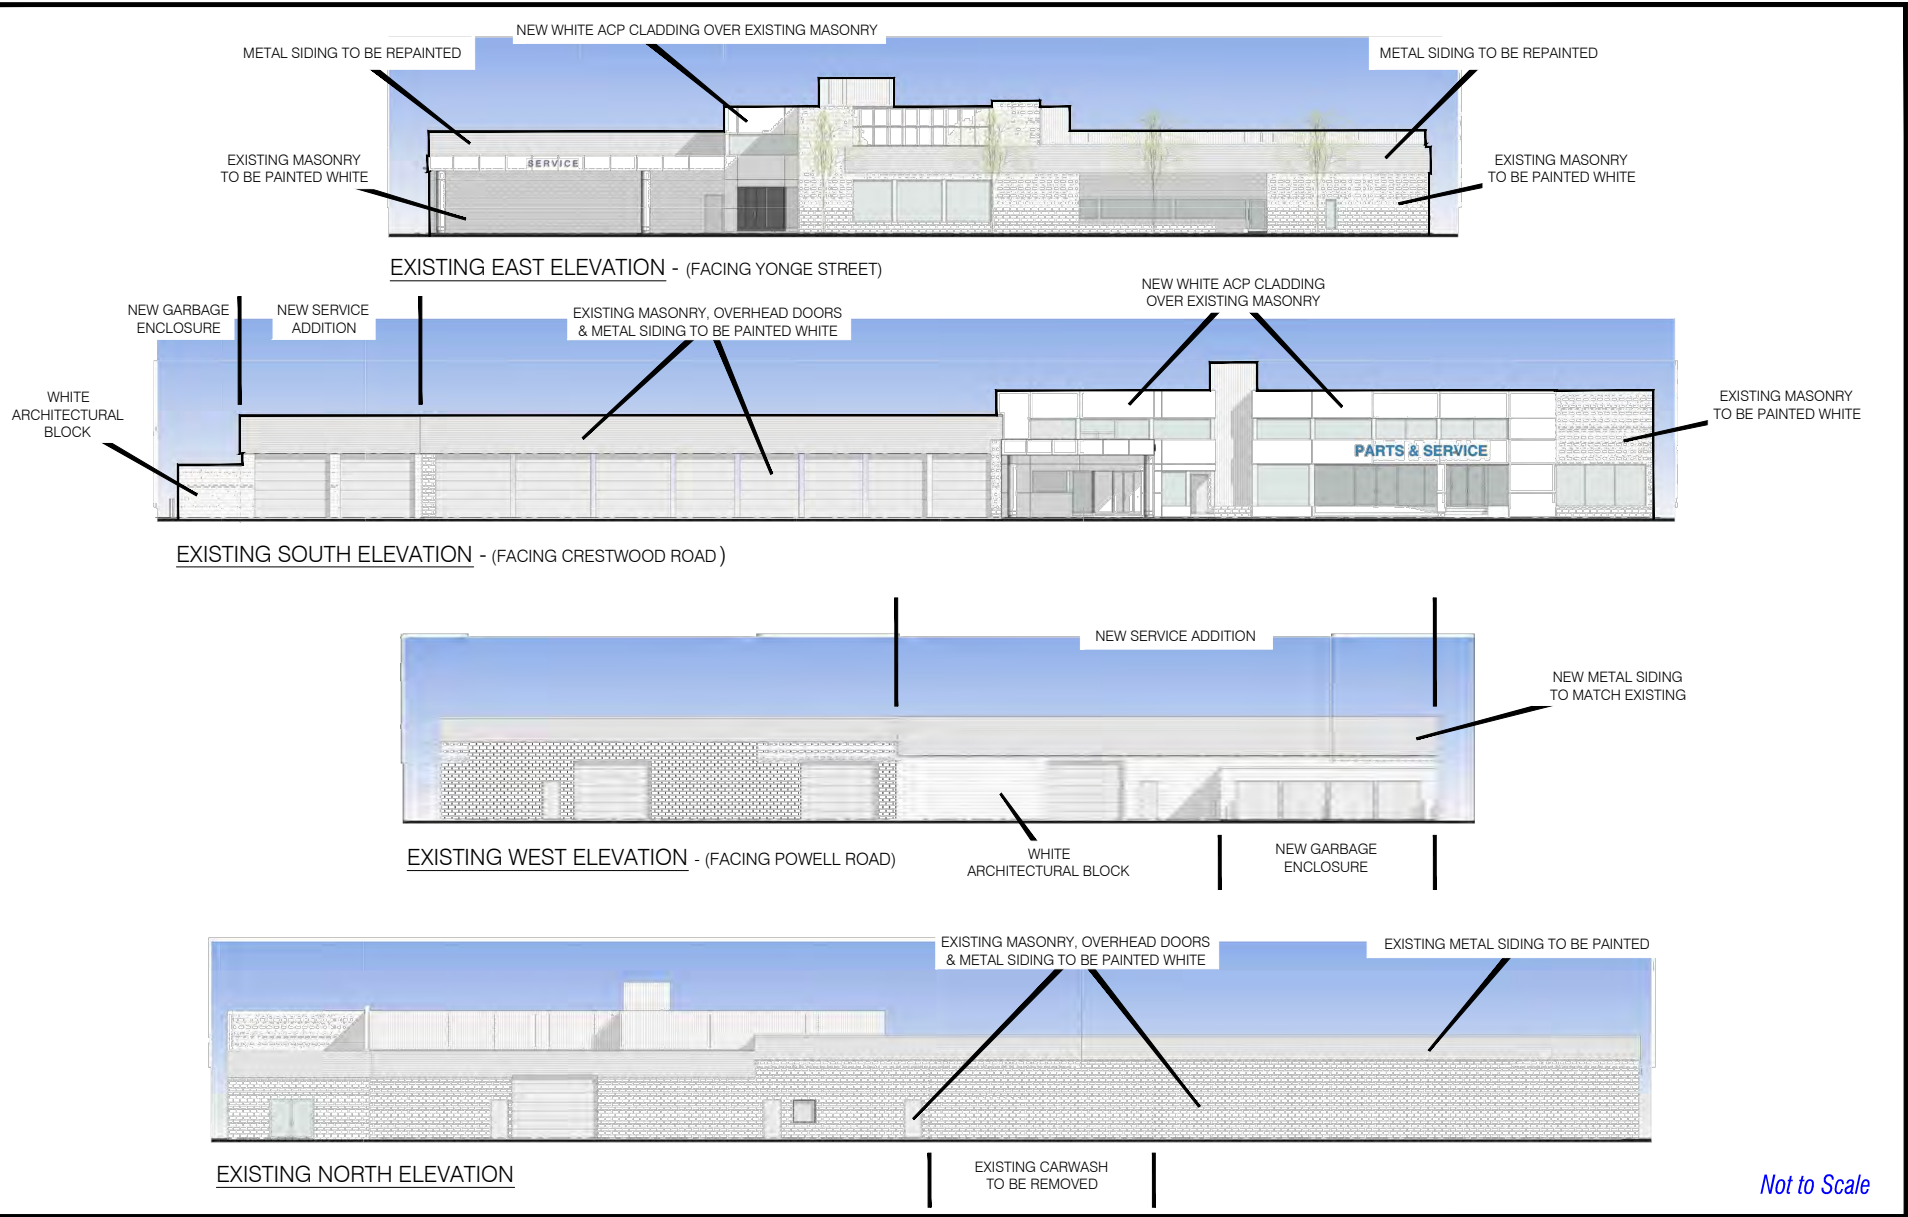 NEW WHITE ACP CLADDING OVER EXISTING MASONRY
METAL SIDING TO BE REPAINTED
METAL SIDING TO BE REPAINTED
EXISTING MASONRY
TO BE PAINTED WHITE
SERVICE
EXISTING MASONRY
TO BE PAINTED WHITE
EXISTING EAST ELEVATION - (FACING YONGE STREET)
NEW GARBAGE
ENCLOSURE
NEW SERVICE
ADDITION
EXISTING MASONRY, OVERHEAD DOORS
& METAL SIDING TO BE PAINTED WHITE
NEW WHITE ACP CLADDING
OVER EXISTING MASONRY
WHITE
ARCHITECTURAL
BLOCK
EXISTING MASONRY
TO BE PAINTED WHITE
PARTS & SERVICE
EXISTING SOUTH ELEVATION - (FACING CRESTWOOD ROAD)
NEW SERVICE ADDITION
NEW METAL SIDING
TO MATCH EXISTING
EXISTING WEST ELEVATION - (FACING POWELL ROAD)
WHITE
ARCHITECTURAL BLOCK
NEW GARBAGE
ENCLOSURE
EXISTING MASONRY, OVERHEAD DOORS
& METAL SIDING TO BE PAINTED WHITE
EXISTING METAL SIDING TO BE PAINTED
EXISTING NORTH ELEVATION
EXISTING CARWASH
TO BE REMOVED
Not to Scale